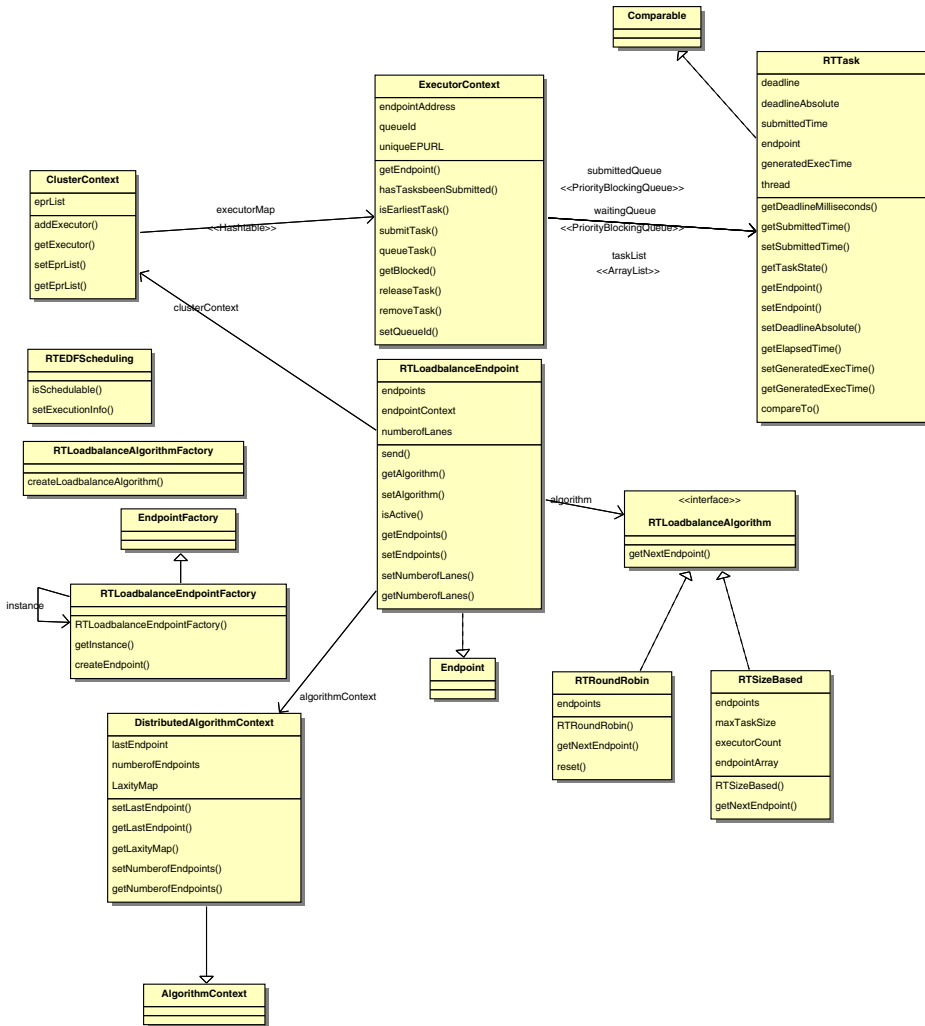 Comparable
RTTask
deadline
deadlineAbsolute
submittedTime
endpoint
generatedExecTime
thread
getDeadlineMilliseconds()
getSubmittedTime()
setSubmittedTime()
getTaskState()
getEndpoint()
setEndpoint()
setDeadlineAbsolute()
getElapsedTime()
setGeneratedExecTime()
getGeneratedExecTime()
compareTo()
ExecutorContext
endpointAddress
queueId
uniqueEPURL
getEndpoint()
hasTasksbeenSubmitted()
isEarliestTask()
submitTask()
queueTask()
getBlocked()
releaseTask()
removeTask()
setQueueId()
submittedQueue
<<PriorityBlockingQueue>>
waitingQueue
<<PriorityBlockingQueue>>
taskList
<<ArrayList>>
ClusterContext
eprList
addExecutor()
getExecutor()
setEprList()
getEprList()
executorMap
<<Hashtable>>
clusterContext
RTEDFScheduling
isSchedulable()
setExecutionInfo()
RTLoadbalanceEndpoint
endpoints
endpointContext
numberofLanes
send()
getAlgorithm()
setAlgorithm()
isActive()
getEndpoints()
setEndpoints()
setNumberofLanes()
getNumberofLanes()
RTLoadbalanceAlgorithmFactory
createLoadbalanceAlgorithm()
algorithm
<<interface>>
RTLoadbalanceAlgorithm
getNextEndpoint()
EndpointFactory
RTLoadbalanceEndpointFactory
RTLoadbalanceEndpointFactory()
getInstance()
createEndpoint()
instance
Endpoint
RTRoundRobin
endpoints
RTRoundRobin()
getNextEndpoint()
reset()
RTSizeBased
endpoints
maxTaskSize
executorCount
endpointArray
RTSizeBased()
getNextEndpoint()
algorithmContext
DistributedAlgorithmContext
lastEndpoint
numberofEndpoints
LaxityMap
setLastEndpoint()
getLastEndpoint()
getLaxityMap()
setNumberofEndpoints()
getNumberofEndpoints()
AlgorithmContext